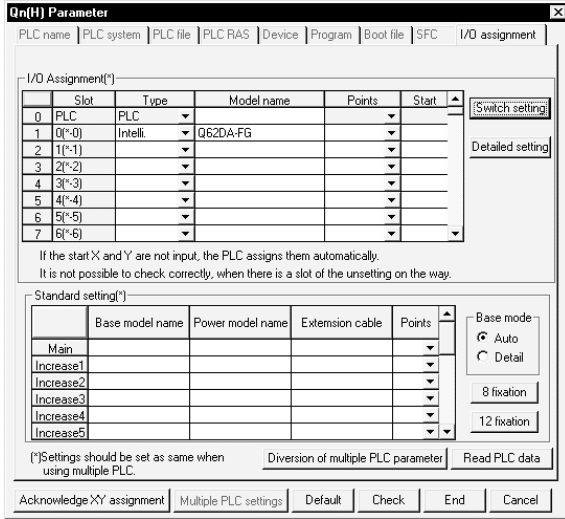 Qn(H) Parameter
PLC name PLC system PLC file PLC RAS Device Program Boot file SFC I/O assignment
I/O Assignment(*)
Slot Type Model name Points Start
0 PLC PLC
1 0(*-0) Intelli. Q62DA-FG
2 1(*-1)
3 2(*-2)
4 3(*-3)
5 4(*-4)
6 5(*-5)
7 6(*-6)
Switch setting
Detailed setting
If the start X and Y are not input, the PLC assigns them automatically.
It is not possible to check correctly, when there is a slot of the unsetting on the way.
Standard setting(*)
Base model name Power model name Extemsion cable Points
Main
Increase1
Increase2
Increase3
Increase4
Increase5
Base mode
Auto
Detail
8 fixation
12 fixation
(*)Settings should be set as same when
using multiple PLC.
Diversion of multiple PLC parameter Read PLC data
Acknowledge XY assignment Multiple PLC settings Default Check End Cancel